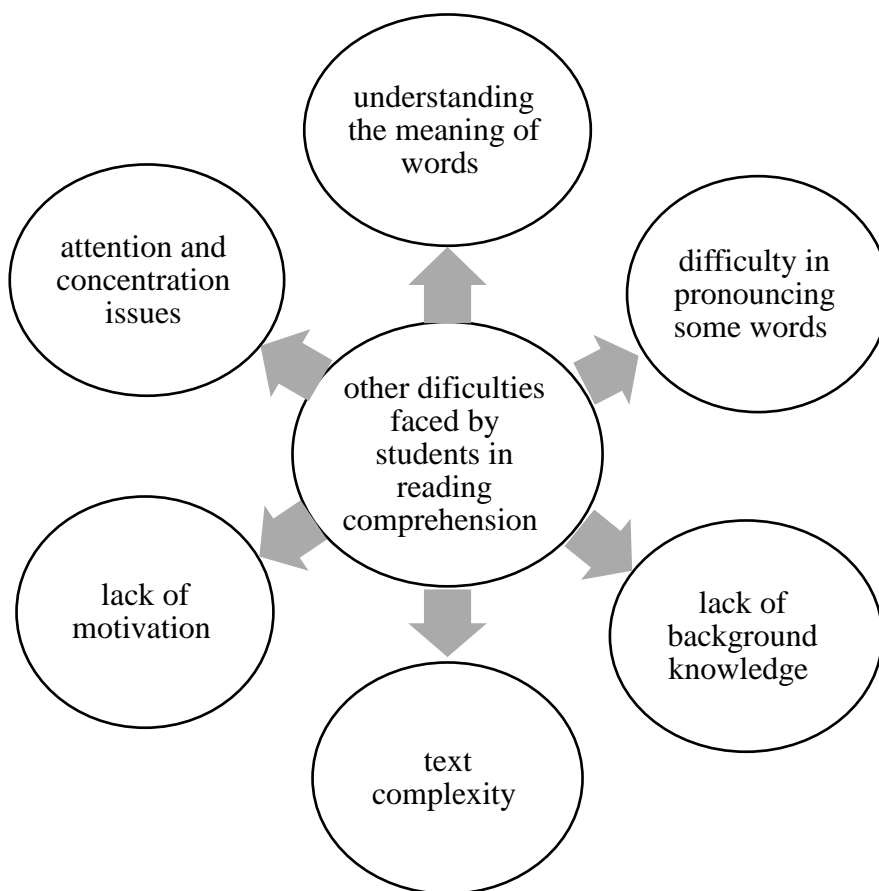 understanding
the meaning of
words
attention and
concentration
issues
difficulty in
pronouncing
some words
other dificulties
faced by
students in
reading
comprehension
lack of
motivation
lack of
background
knowledge
text
complexity